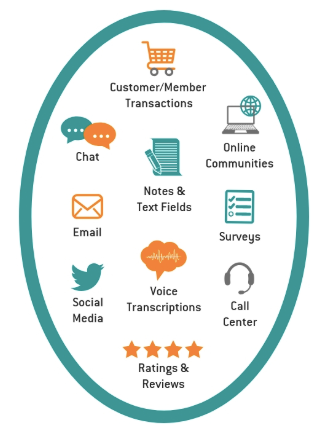 Customer/Member
Transactions
Chat
Online
Communities
Notes &
Text Fields
Email
Surveys
Voice
Transcriptions
Social
Media
Call
Center
Ratings &
Reviews